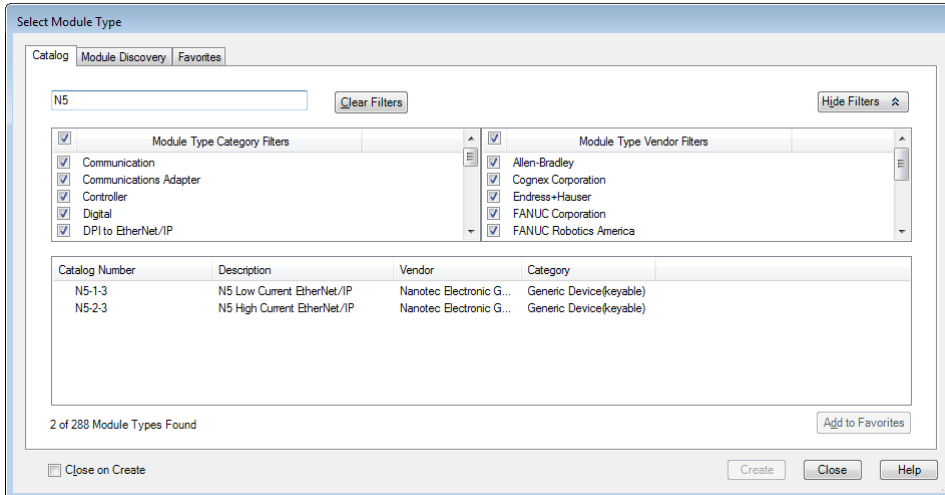 Select Module Type
Catalog Module Discovery Favorites
N5 Clear Filters Hide Filters
Module Type Category Filters Module Type Vendor Filters
Communication Allen-Bradley
Communications Adapter Cognex Corporation
Controller Endress+Hauser
Digital FANUC Corporation
DPI to EtherNet/IP FANUC Robotics America
Catalog Number Description Vendor Category
N5-1-3 N5 Low Current EtherNet/IP Nanotec Electronic G... Generic Device(keyable)
N5-2-3 N5 High Current EtherNet/IP Nanotec Electronic G... Generic Device(keyable)
2 of 288 Module Types Found Add to Favorites
Close on Create Create Close Help